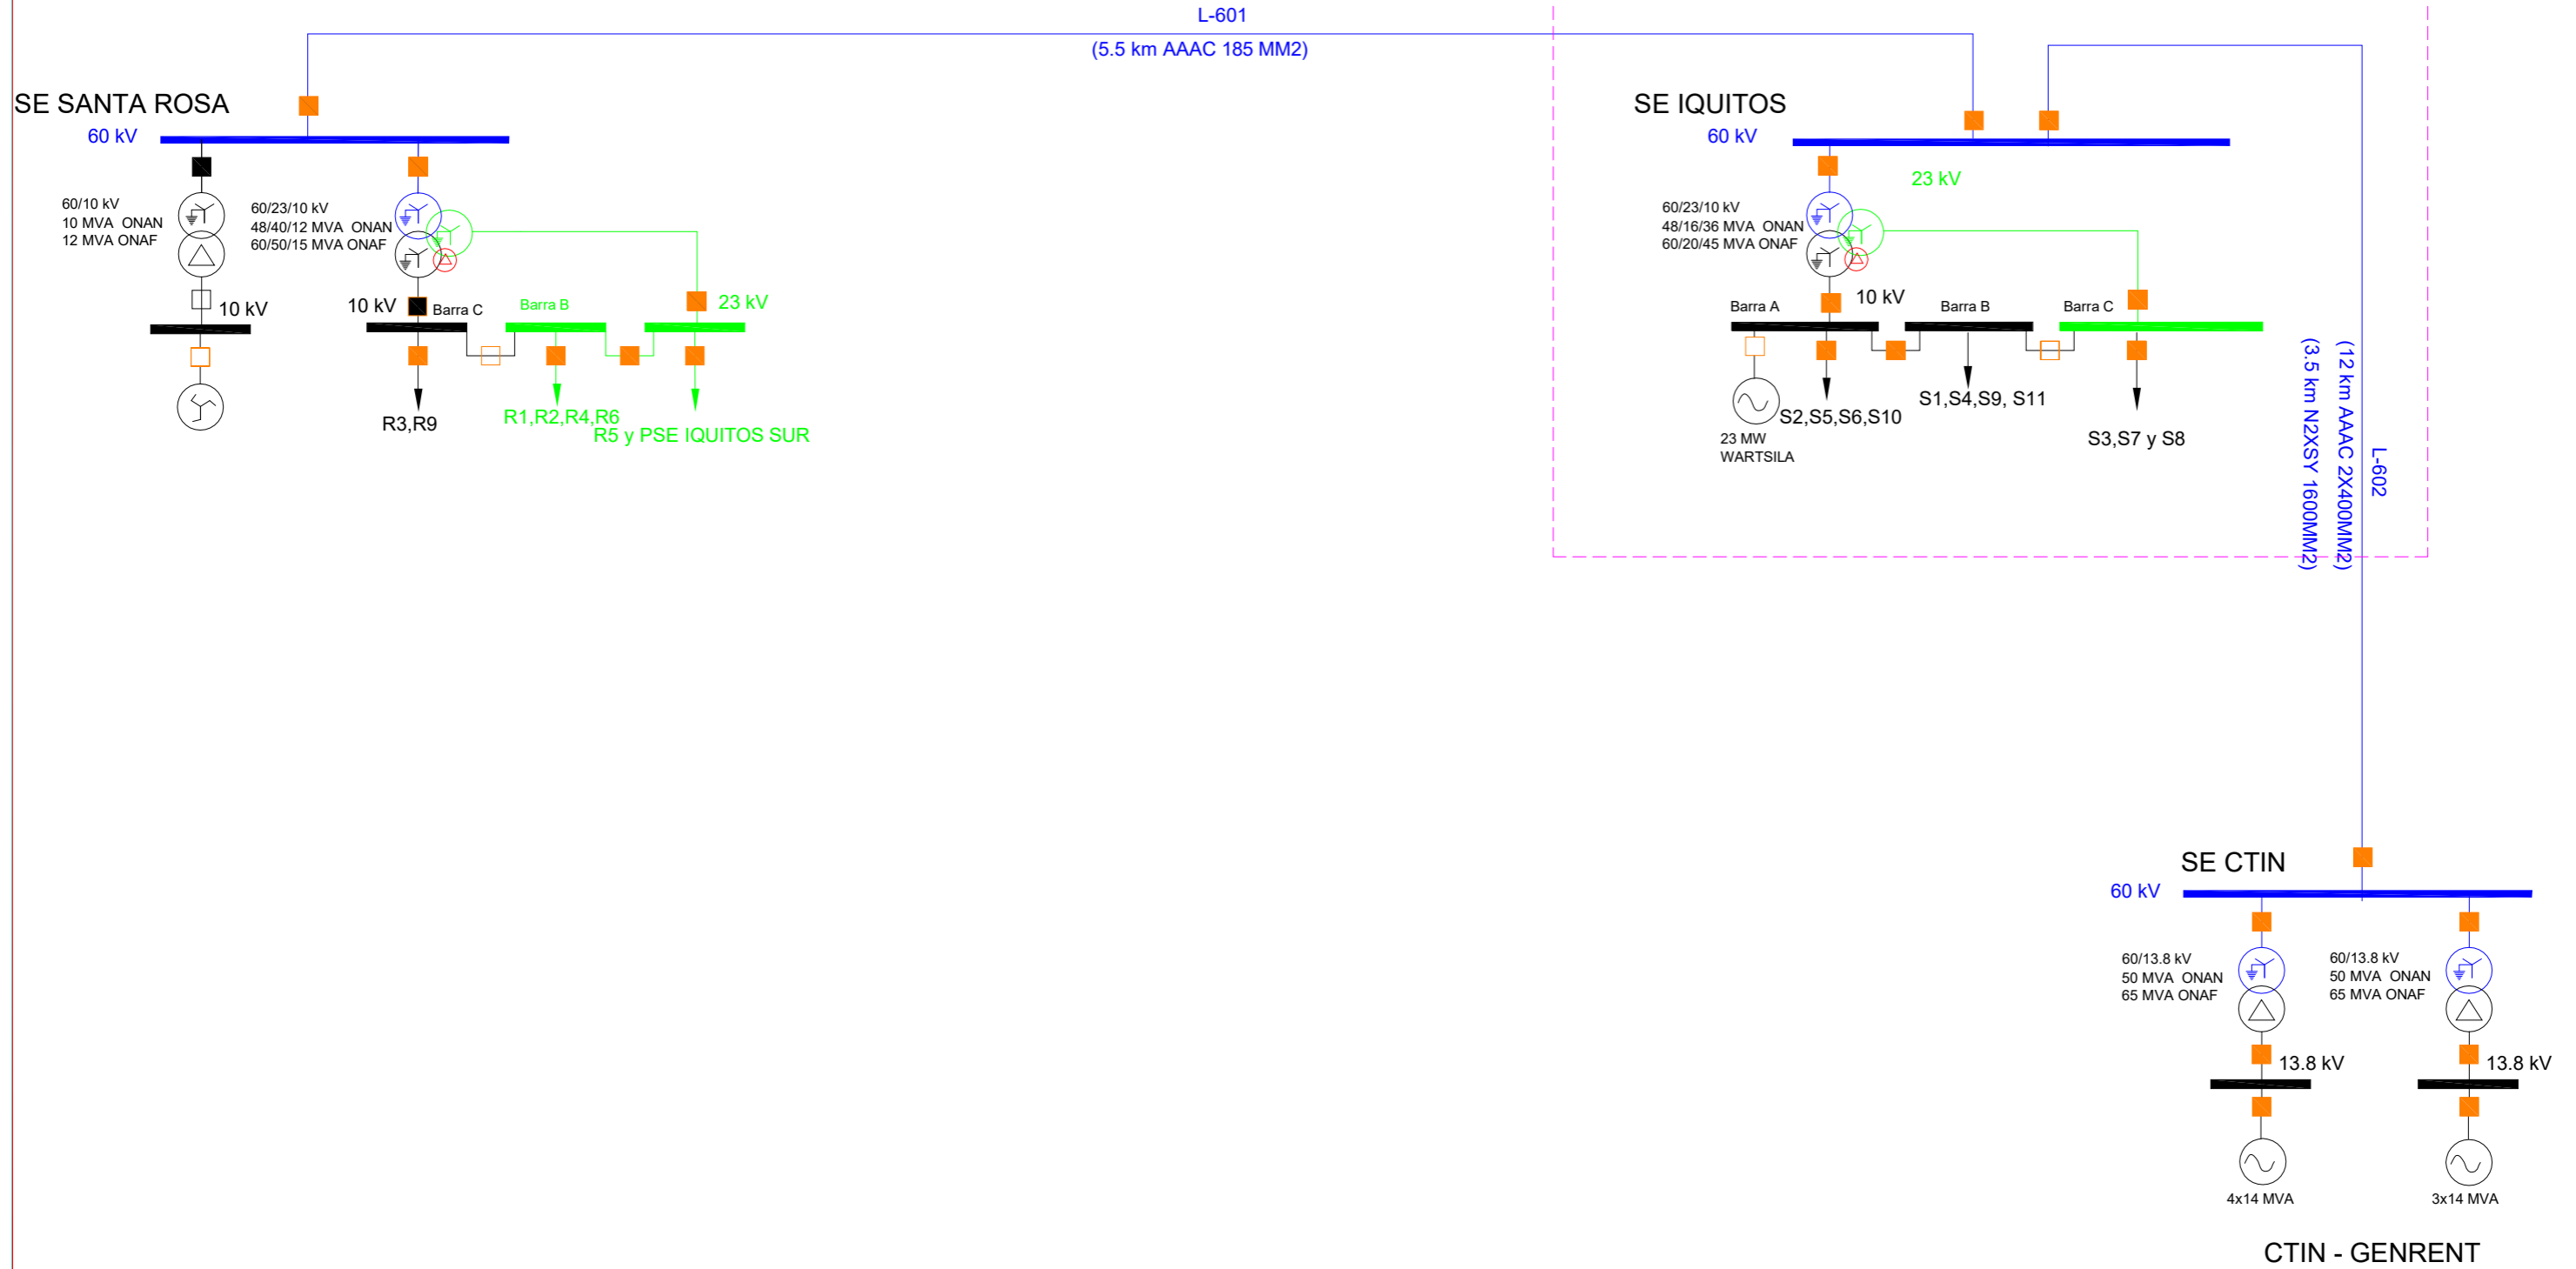 L-601
(5.5 km AAAC 185 MM2)
SE SANTA ROSA
60 kV
60/10 kV
10 MVA  ONAN
12 MVA ONAF
60/23/10 kV
48/40/12 MVA  ONAN
60/50/15 MVA ONAF
10 kV
10 kV
Barra C
Barra B
23 kV
R3,R9
R1,R2,R4,R6
R5 y PSE IQUITOS SUR
SE IQUITOS
60 kV
23 kV
60/23/10 kV
48/16/36 MVA  ONAN
60/20/45 MVA ONAF
10 kV
Barra A
Barra B
Barra C
23 MW
WARTSILA
S2,S5,S6,S10
S1,S4,S9, S11
S3,S7 y S8
L-602
(12 km AAAC 2X400MM2)
(3.5 km N2XSY 1600MM2)
SE CTIN
60 kV
60/13.8 kV
50 MVA  ONAN
65 MVA ONAF
60/13.8 kV
50 MVA  ONAN
65 MVA ONAF
13.8 kV
13.8 kV
4x14 MVA
3x14 MVA
CTIN - GENRENT